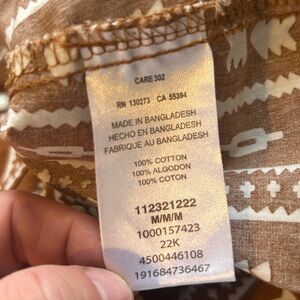 CARE 302
RN 130273 CA 55394
MADE IN BANGLADESH
HECHO EN BANGLADESH
FABRIQUE AU BANGLADESH
100% COTTON
100% ALGODON
100% COTON
112321222
M/M/M
1000157423
22K
4500446108
191684736467